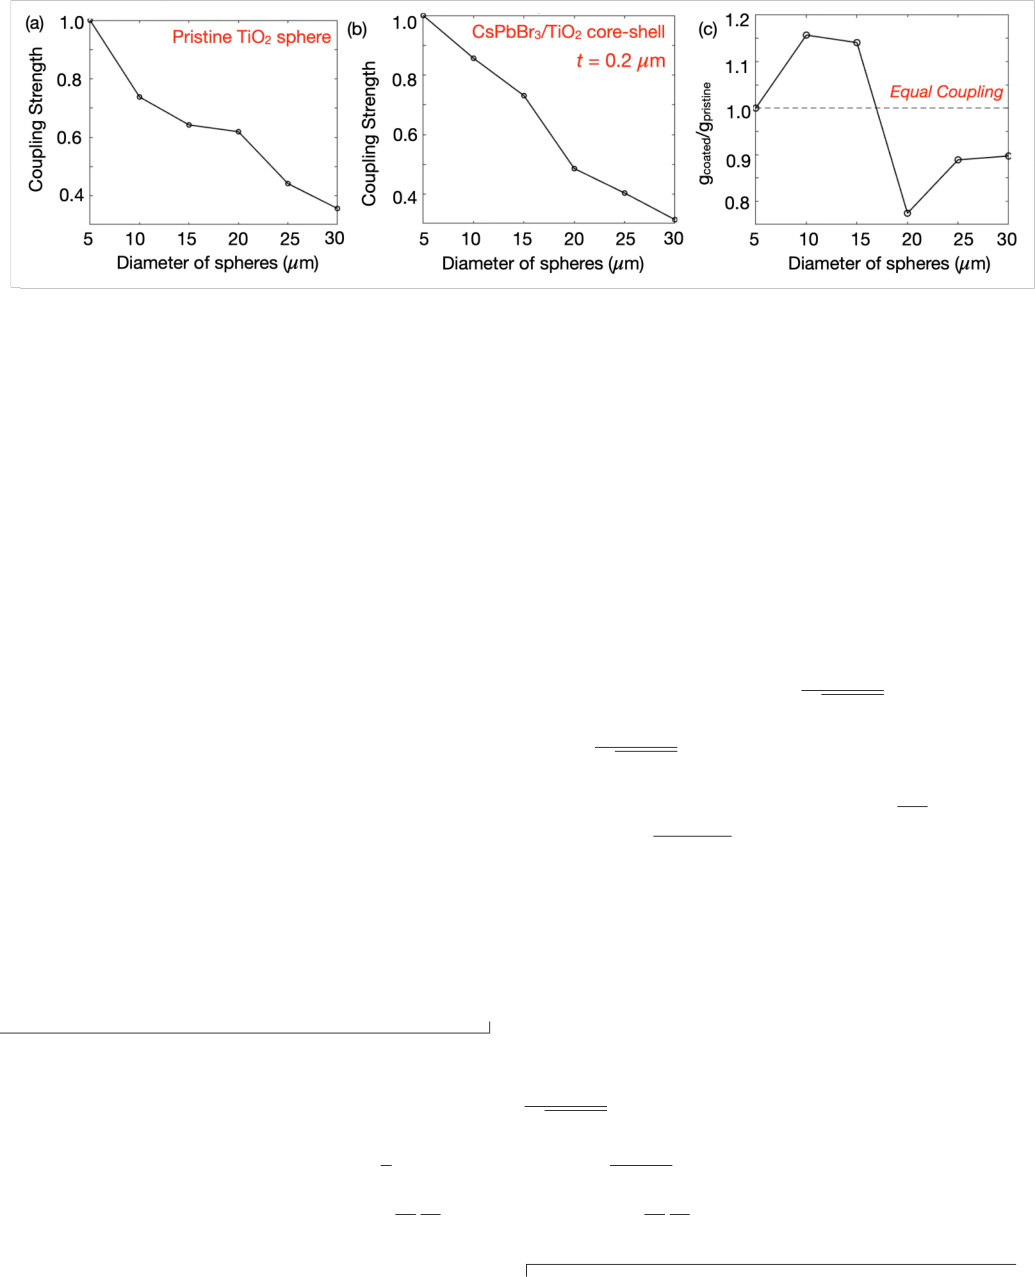 (a)
Pristine TiO₂ sphere
Coupling Strength
1.0
0.8
0.6
0.4
5 10 15 20 25 30
Diameter of spheres (μm)
(b)
CsPbBr₃/TiO₂ core-shell
t = 0.2 μm
Coupling Strength
1.0
0.8
0.6
0.4
5 10 15 20 25 30
Diameter of spheres (μm)
(c)
Equal Coupling
gcoated/gpristine
1.2
1.1
1.0
0.9
0.8
5 10 15 20 25 30
Diameter of spheres (μm)